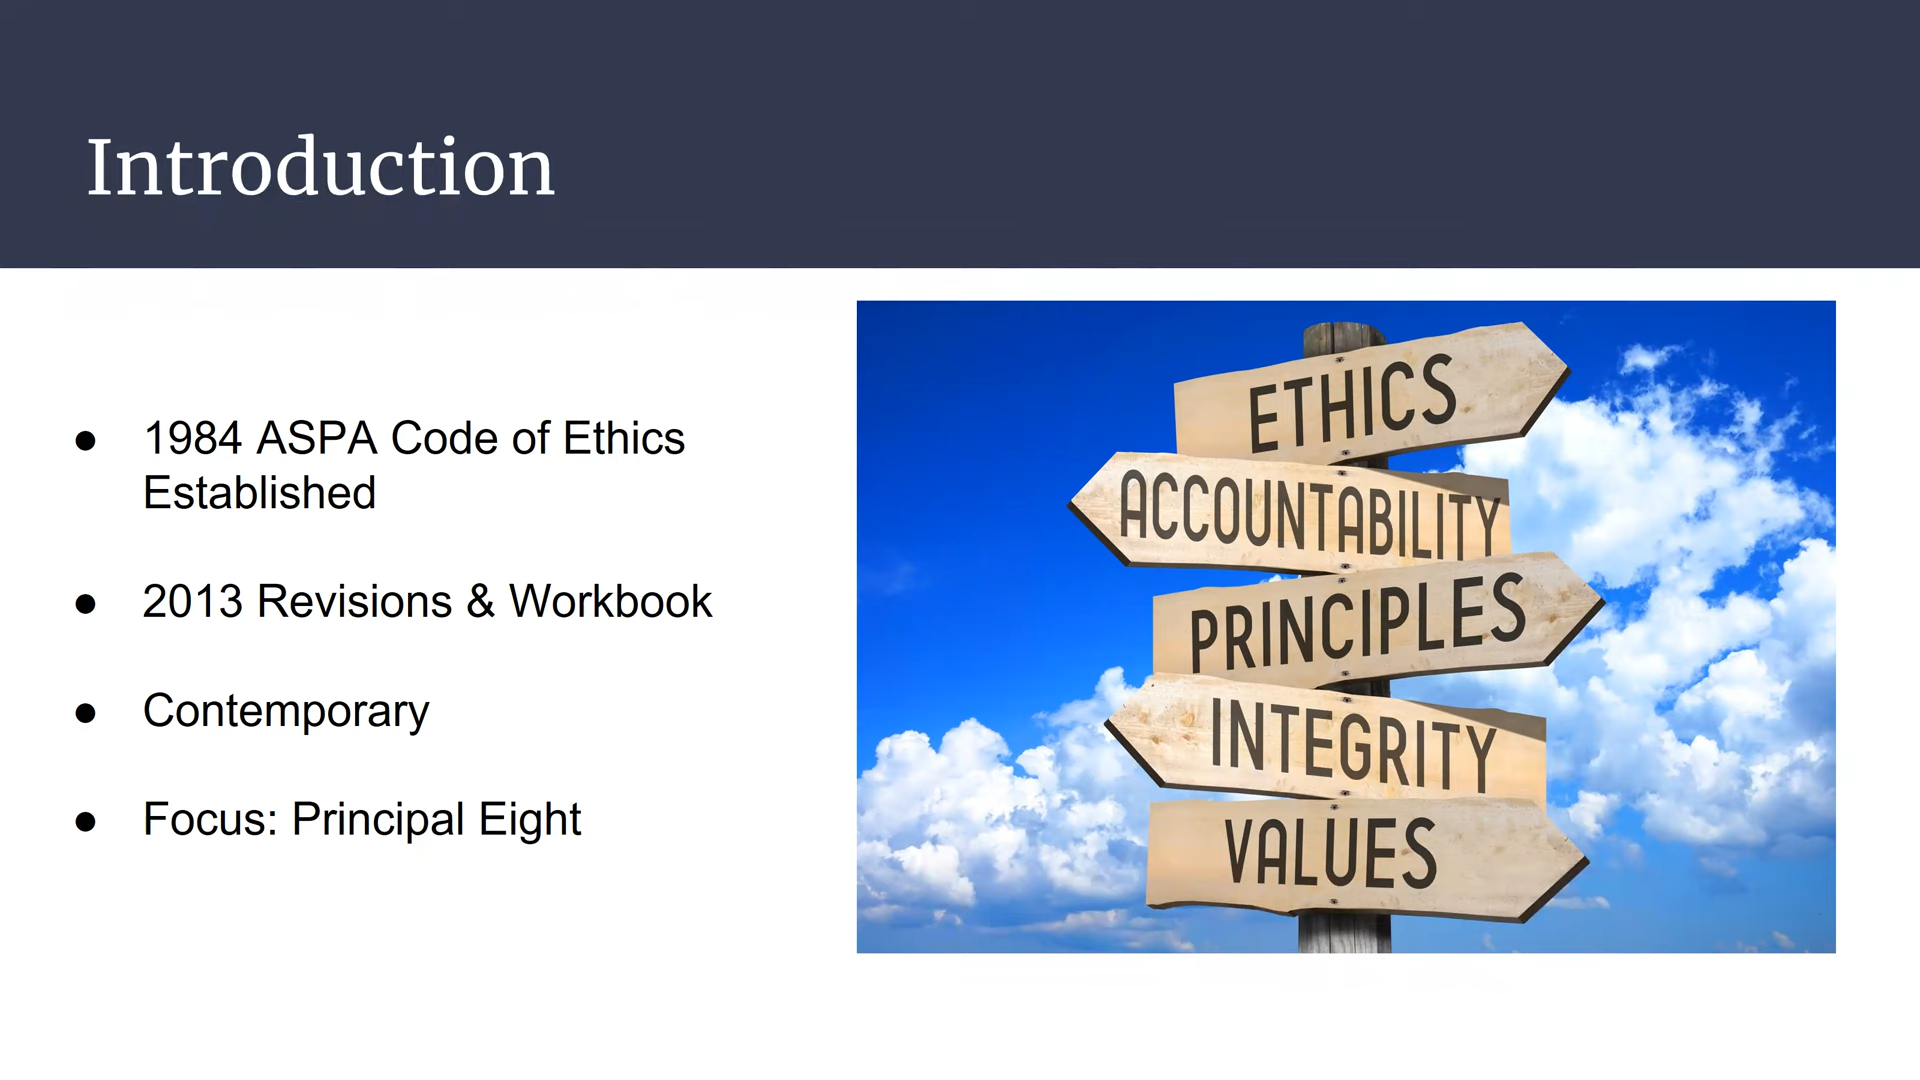 Introduction
● 1984 ASPA Code of Ethics
Established
● 2013 Revisions & Workbook
● Contemporary
● Focus: Principal Eight
ETHICS
ACCOUNTABILITY
PRINCIPLES
INTEGRITY
VALUES